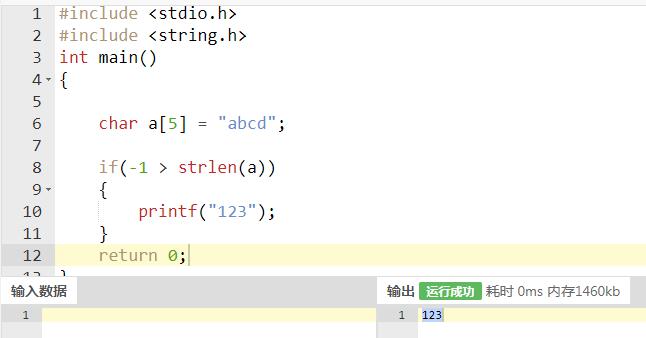 1 #include <stdio.h>
2 #include <string.h>
3 int main()
4 {
5
6 char a[5] = "abcd";
7
8 if(-1 > strlen(a))
9 {
10 printf("123");
11 }
12 return 0;
输入数据
输出 运行成功 耗时 0ms 内存1460kb
1
1 123